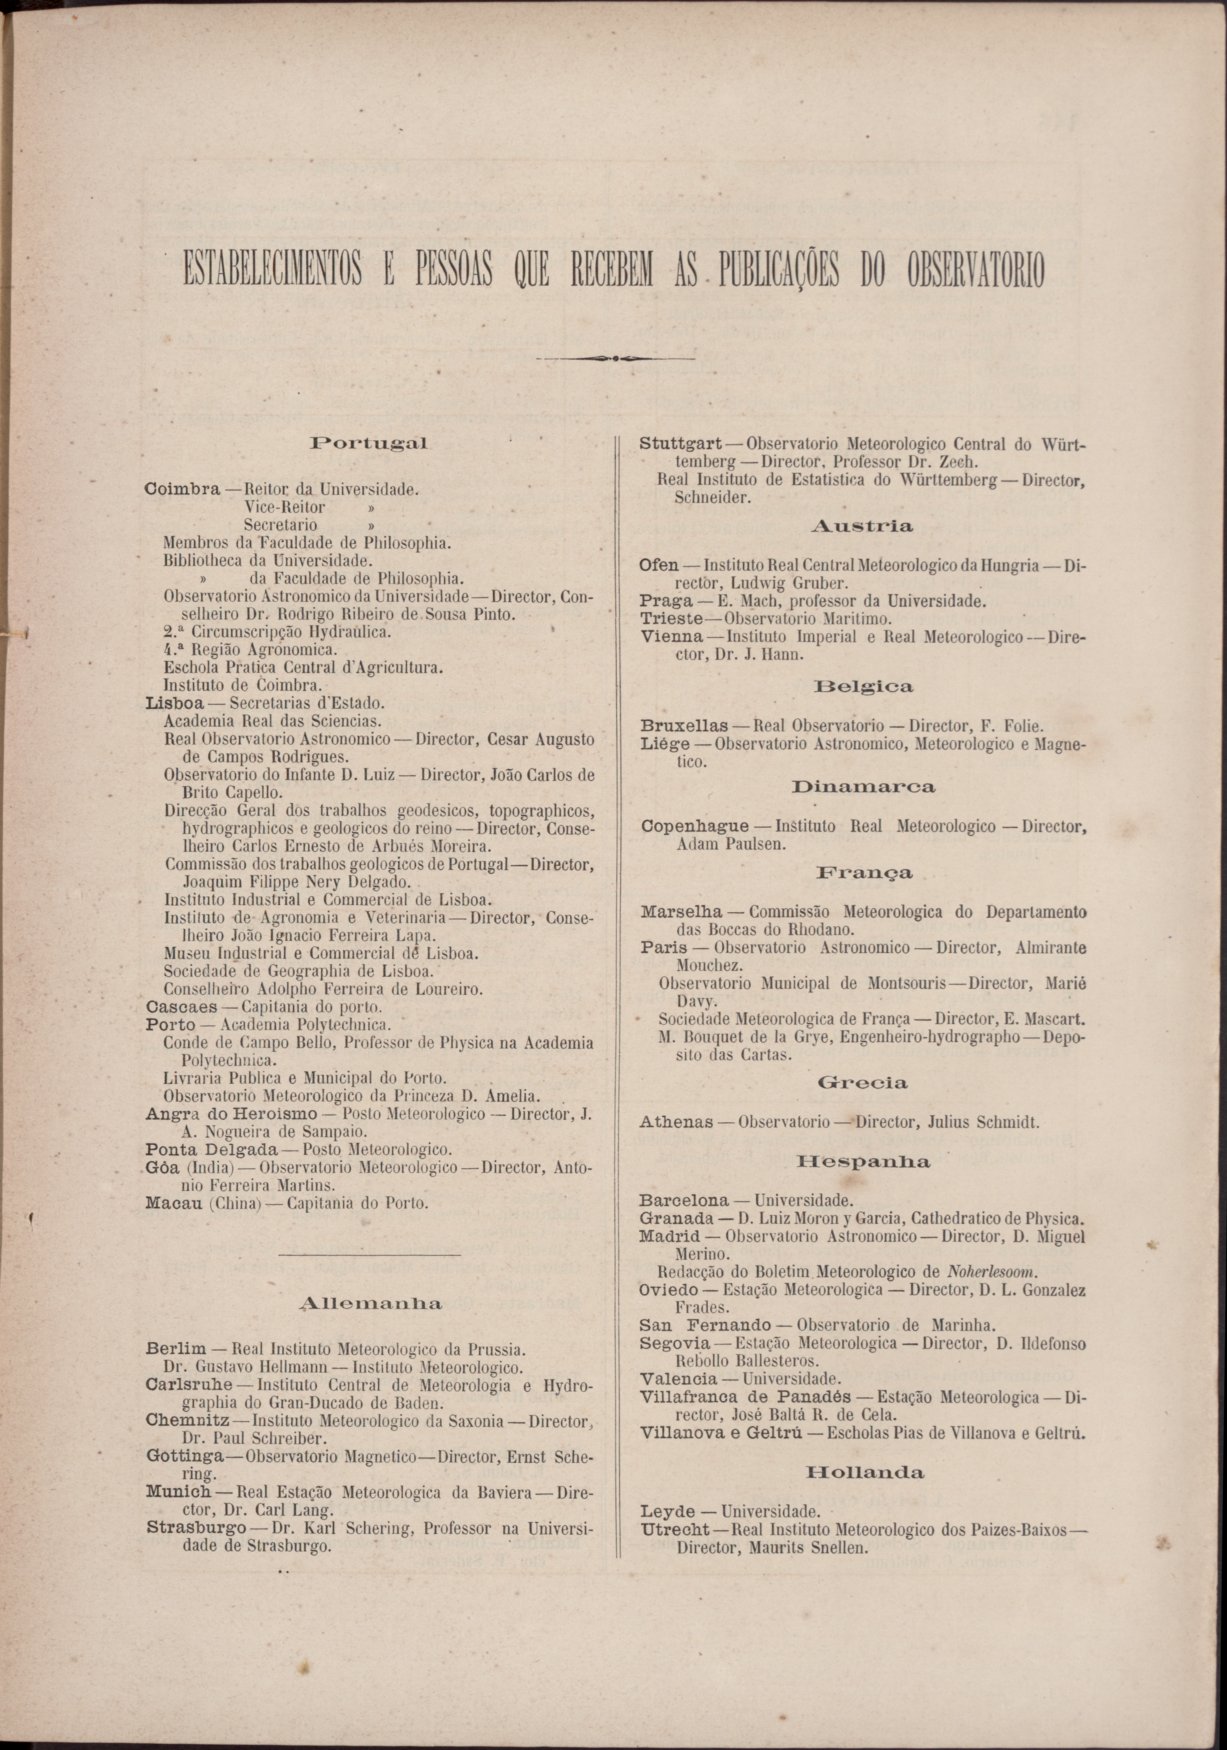 ESTABELECIMENTOS E PESSOAS QUE RECEBEM AS PUBLICAÇÕES DO OBSERVATORIO
Portugal
Coimbra — Reitor da Universidade.
Vice-Reitor »
Secretario »
Membros da Faculdade de Philosophia.
Bibliotheca da Universidade.
» da Faculdade de Philosophia.
Observatorio Astronomico da Universidade — Director, Con-
selheiro Dr. Rodrigo Ribeiro de Sousa Pinto.
2.ª Circumscripção Hydraulica.
4.ª Região Agronomica.
Eschola Pratica Central d'Agricultura.
Instituto de Coimbra.
Lisboa — Secretarias d'Estado.
Academia Real das Sciencias.
Real Observatorio Astronomico — Director, Cesar Augusto
de Campos Rodrigues.
Observatorio do Infante D. Luiz — Director, João Carlos de
Brito Capello.
Direcção Geral dos trabalhos geodesicos, topographicos,
hydrographicos e geologicos do reino — Director, Conse-
lheiro Carlos Ernesto de Arbués Moreira.
Commissão dos trabalhos geologicos de Portugal — Director,
Joaquim Filippe Nery Delgado.
Instituto Industrial e Commercial de Lisboa.
Instituto de Agronomia e Veterinaria — Director, Conse-
lheiro João Ignacio Ferreira Lapa.
Museu Industrial e Commercial de Lisboa.
Sociedade de Geographia de Lisboa.
Conselheiro Adolpho Ferreira de Loureiro.
Cascaes — Capitania do porto.
Porto — Academia Polytechnica.
Conde de Campo Bello, Professor de Physica na Academia
Polytechnica.
Livraria Publica e Municipal do Porto.
Observatorio Meteorologico da Princeza D. Amelia.
Angra do Heroismo — Posto Meteorologico — Director, J.
A. Nogueira de Sampaio.
Ponta Delgada — Posto Meteorologico.
Gôa (India) — Observatorio Meteorologico — Director, Anto-
nio Ferreira Martins.
Macau (China) — Capitania do Porto.
Allemanha
Berlim — Real Instituto Meteorologico da Prussia.
Dr. Gustavo Hellmann — Instituto Meteorologico.
Carlsruhe — Instituto Central de Meteorologia e Hydro-
graphia do Gran-Ducado de Baden.
Chemnitz — Instituto Meteorologico da Saxonia — Director,
Dr. Paul Schreiber.
Gottinga — Observatorio Magnetico — Director, Ernst Sche-
ring.
Munich — Real Estação Meteorologica da Baviera — Dire-
ctor, Dr. Carl Lang.
Strasburgo — Dr. Karl Schering, Professor na Universi-
dade de Strasburgo.
Stuttgart — Observatorio Meteorologico Central do Würt-
temberg — Director, Professor Dr. Zech.
Real Instituto de Estatistica do Württemberg — Director,
Schneider.
Austria
Ofen — Instituto Real Central Meteorologico da Hungria — Di-
rector, Ludwig Gruber.
Praga — E. Mach, professor da Universidade.
Trieste — Observatorio Maritimo.
Vienna — Instituto Imperial e Real Meteorologico — Dire-
ctor, Dr. J. Hann.
Belgica
Bruxellas — Real Observatorio — Director, F. Folie.
Liége — Observatorio Astronomico, Meteorologico e Magne-
tico.
Dinamarca
Copenhague — Instituto Real Meteorologico — Director,
Adam Paulsen.
França
Marselha — Commissão Meteorologica do Departamento
das Boccas do Rhodano.
Paris — Observatorio Astronomico — Director, Almirante
Mouchez.
Observatorio Municipal de Montsouris — Director, Marié
Davy.
Sociedade Meteorologica de França — Director, E. Mascart.
M. Bouquet de la Grye, Engenheiro-hydrographo — Depo-
sito das Cartas.
Grecia
Athenas — Observatorio — Director, Julius Schmidt.
Hespanha
Barcelona — Universidade.
Granada — D. Luiz Moron y Garcia, Cathedratico de Physica.
Madrid — Observatorio Astronomico — Director, D. Miguel
Merino.
Redacção do Boletim Meteorologico de Noherlesoom.
Oviedo — Estação Meteorologica — Director, D. L. Gonzalez
Frades.
San Fernando — Observatorio de Marinha.
Segovia — Estação Meteorologica — Director, D. Ildefonso
Rebollo Ballesteros.
Valencia — Universidade.
Villafranca de Panadés — Estação Meteorologica — Di-
rector, José Baltá R. de Cela.
Villanova e Geltrú — Escholas Pias de Villanova e Geltrú.
Hollanda
Leyde — Universidade.
Utrecht — Real Instituto Meteorologico dos Paizes-Baixos —
Director, Maurits Snellen.